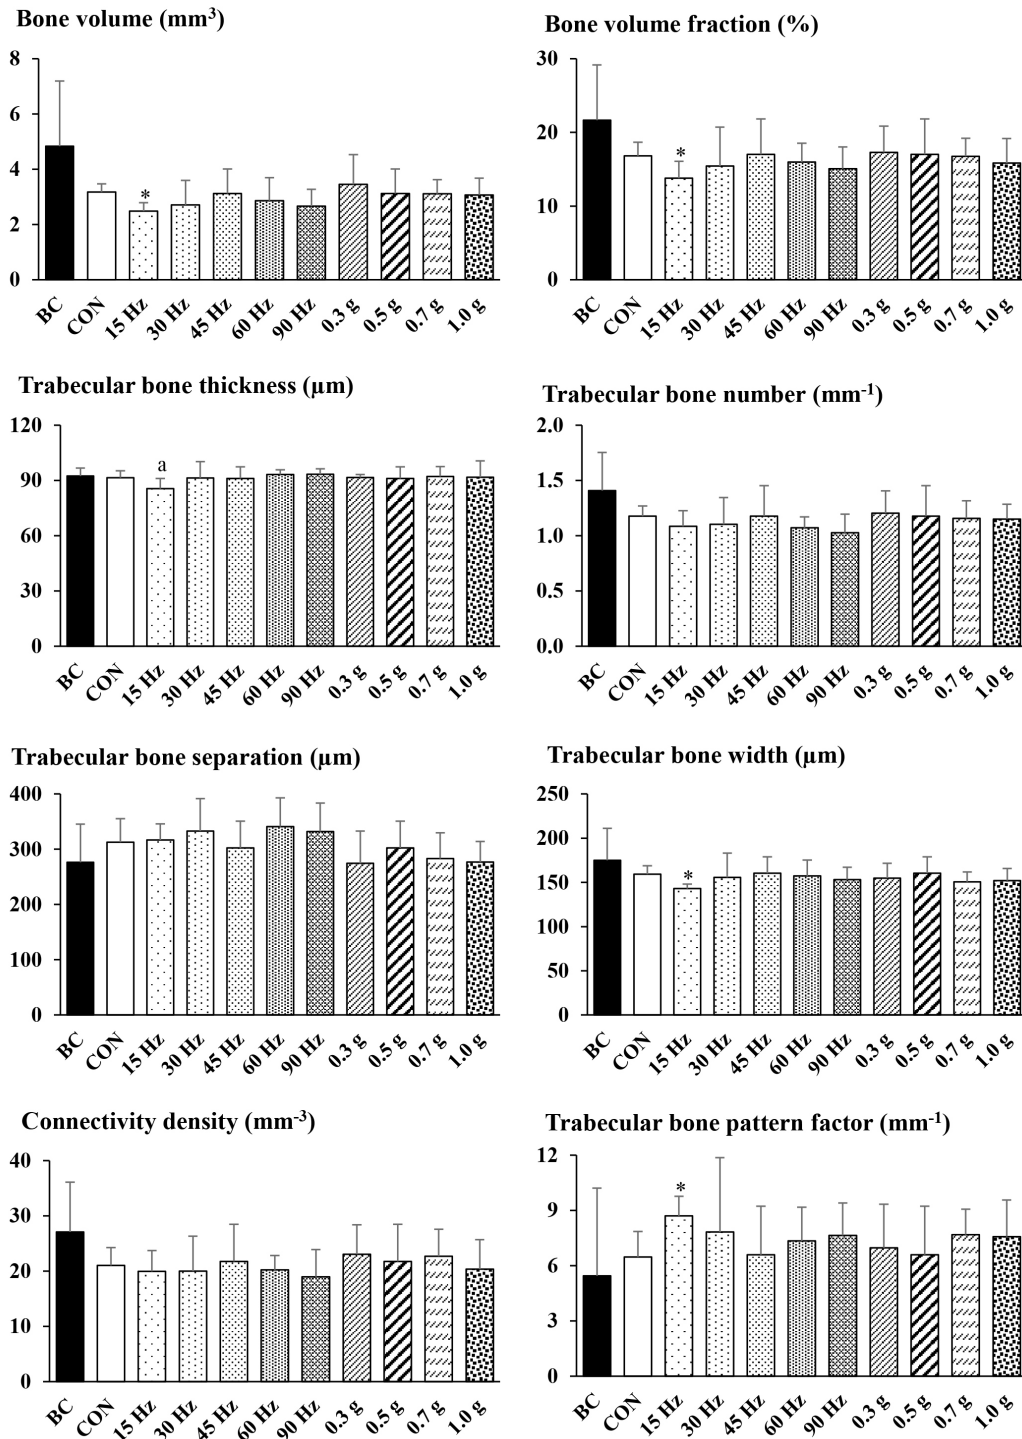 Bone volume (mm³)
8
6
4
2
0
*
BC CON 15 Hz 30 Hz 45 Hz 60 Hz 90 Hz 0.3 g 0.5 g 0.7 g 1.0 g
Bone volume fraction (%)
30
20
10
0
*
BC CON 15 Hz 30 Hz 45 Hz 60 Hz 90 Hz 0.3 g 0.5 g 0.7 g 1.0 g
Trabecular bone thickness (µm)
120
90
60
30
0
a
BC CON 15 Hz 30 Hz 45 Hz 60 Hz 90 Hz 0.3 g 0.5 g 0.7 g 1.0 g
Trabecular bone number (mm⁻¹)
2.0
1.5
1.0
0.5
0.0
BC CON 15 Hz 30 Hz 45 Hz 60 Hz 90 Hz 0.3 g 0.5 g 0.7 g 1.0 g
Trabecular bone separation (µm)
400
300
200
100
0
BC CON 15 Hz 30 Hz 45 Hz 60 Hz 90 Hz 0.3 g 0.5 g 0.7 g 1.0 g
Trabecular bone width (µm)
250
200
150
100
50
0
*
BC CON 15 Hz 30 Hz 45 Hz 60 Hz 90 Hz 0.3 g 0.5 g 0.7 g 1.0 g
Connectivity density (mm⁻³)
40
30
20
10
0
BC CON 15 Hz 30 Hz 45 Hz 60 Hz 90 Hz 0.3 g 0.5 g 0.7 g 1.0 g
Trabecular bone pattern factor (mm⁻¹)
12
9
6
3
0
*
BC CON 15 Hz 30 Hz 45 Hz 60 Hz 90 Hz 0.3 g 0.5 g 0.7 g 1.0 g